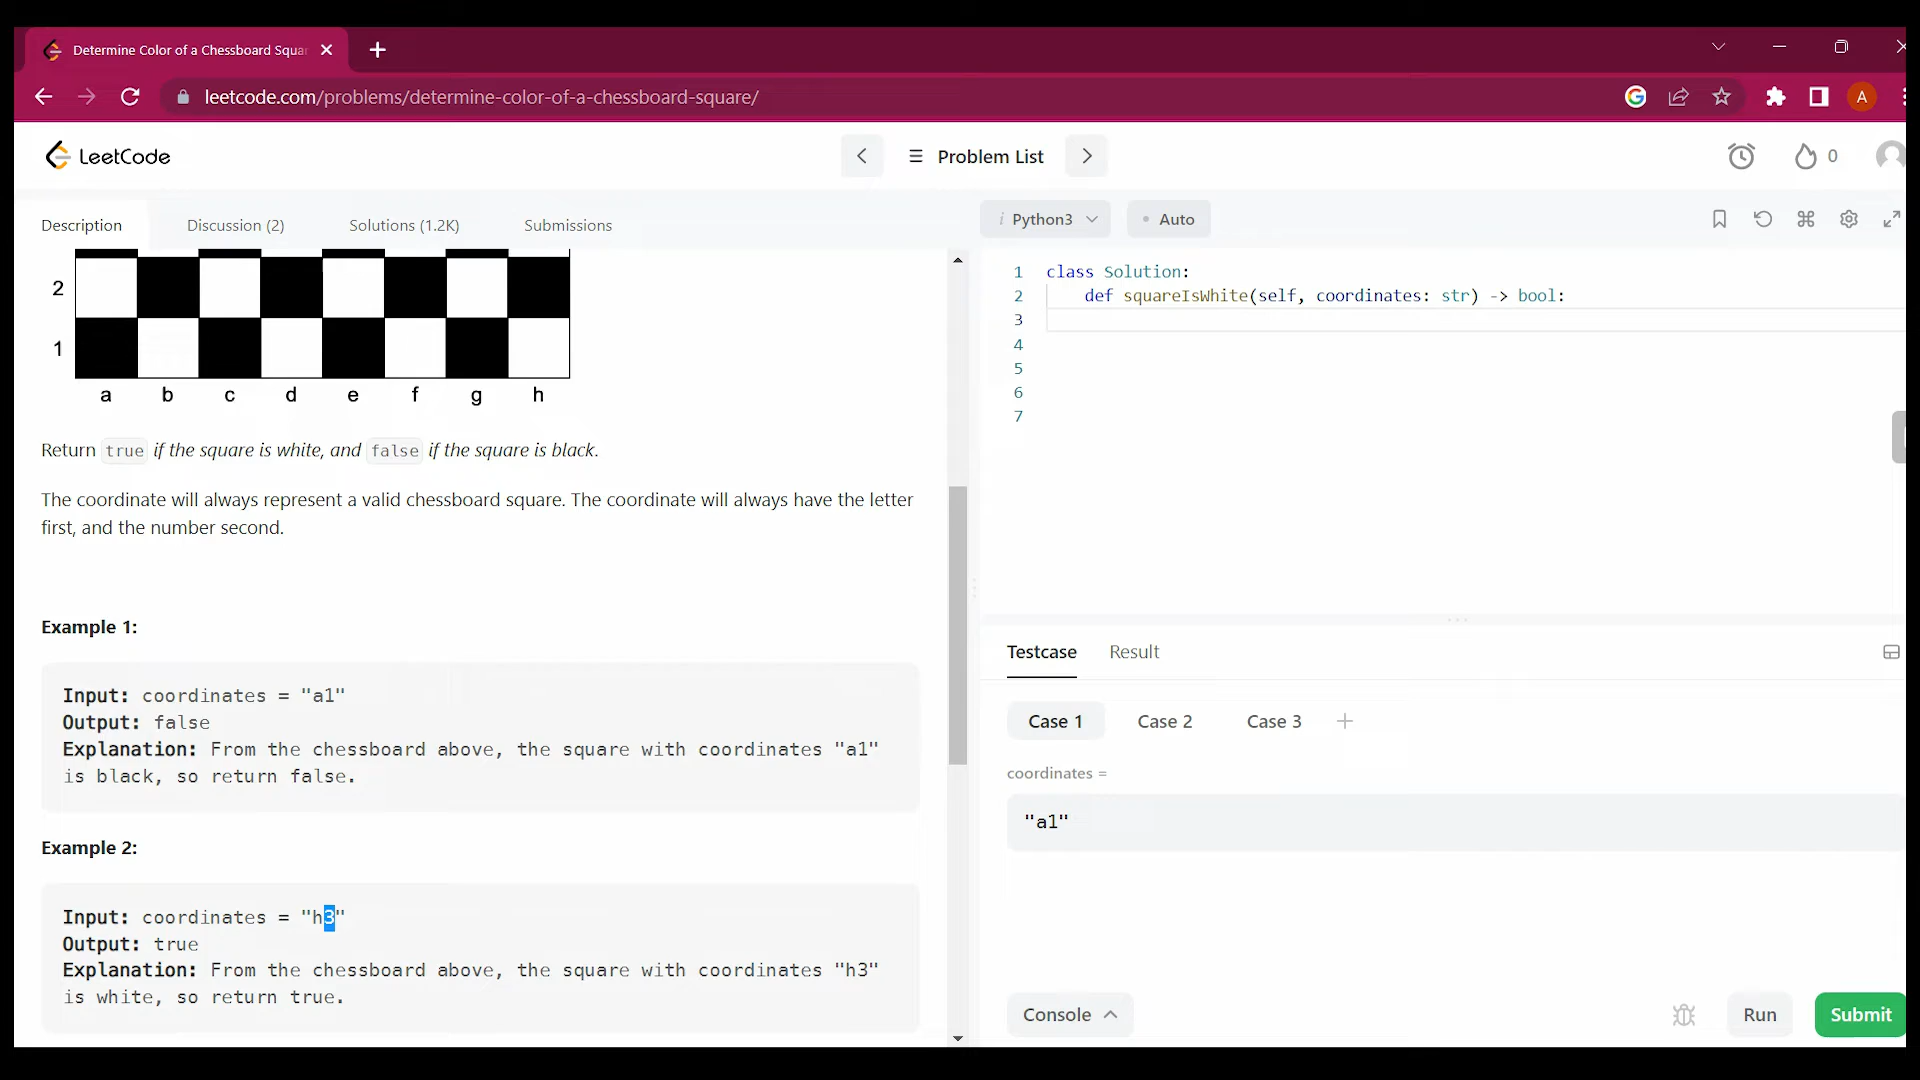 Determine Color of a Chessboard Squa
leetcode.com/problems/determine-color-of-a-chessboard-square/
A
LeetCode
Problem List
0
Description
Discussion (2)
Solutions (1.2K)
Submissions
2
1
a b c d e f g h
Return true if the square is white, and false if the square is black.
The coordinate will always represent a valid chessboard square. The coordinate will always have the letter
first, and the number second.
Example 1:
Input: coordinates = "a1"
Output: false
Explanation: From the chessboard above, the square with coordinates "a1"
is black, so return false.
Example 2:
Input: coordinates = "h3"
Output: true
Explanation: From the chessboard above, the square with coordinates "h3"
is white, so return true.
i Python3
Auto
1 class Solution:
2 def squareIsWhite(self, coordinates: str) -> bool:
3
4
5
6
7
Testcase
Result
Case 1
Case 2
Case 3
coordinates =
"a1"
Console
Run
Submit